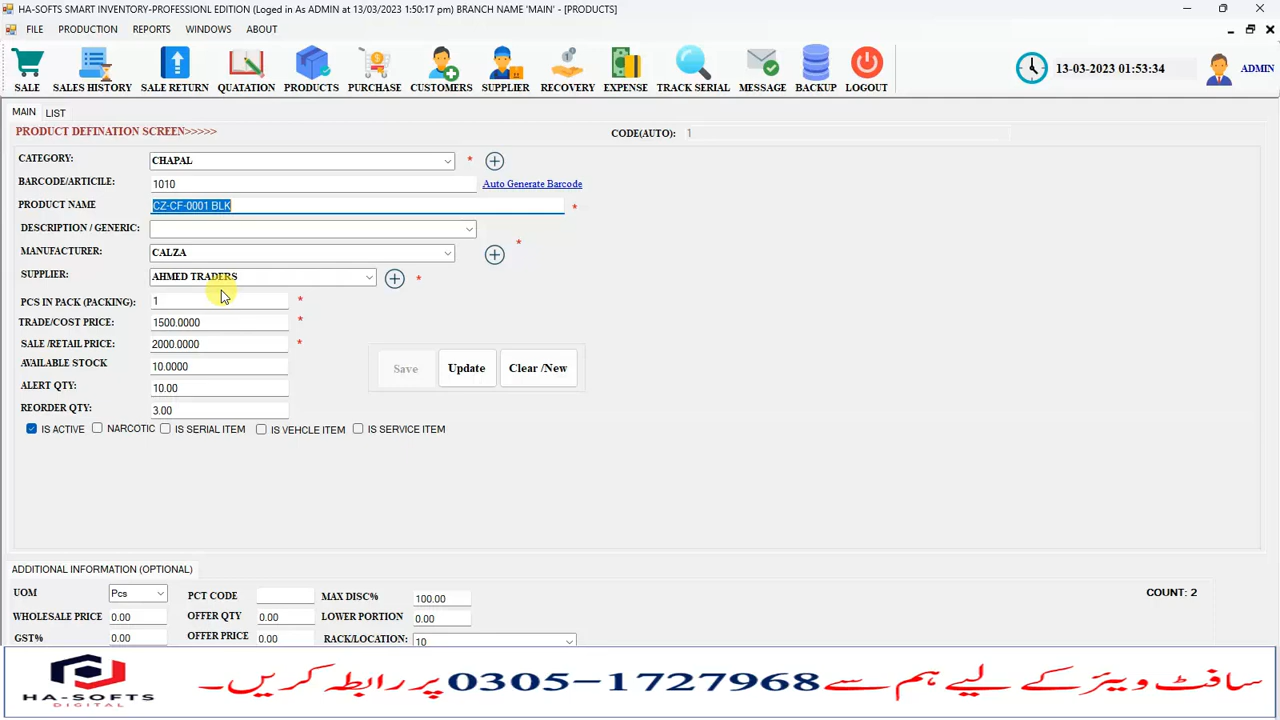 HA-SOFTS SMART INVENTORY-PROFESSIONL EDITION (Loged in As ADMIN at 13/03/2023 1:50:17 pm) BRANCH NAME 'MAIN' - [PRODUCTS]
FILE PRODUCTION REPORTS WINDOWS ABOUT
SALE SALES HISTORY SALE RETURN QUATATION PRODUCTS PURCHASE CUSTOMERS SUPPLIER RECOVERY EXPENSE TRACK SERIAL MESSAGE BACKUP LOGOUT 13-03-2023 01:53:34 ADMIN
MAIN LIST
PRODUCT DEFINATION SCREEN>>>>> CODE(AUTO): 1
CATEGORY: CHAPAL *
BARCODE/ARTICILE: 1010 Auto Generate Barcode
PRODUCT NAME CZ-CF-0001 BLK *
DESCRIPTION / GENERIC:
MANUFACTURER: CALZA *
SUPPLIER: AHMED TRADERS *
PCS IN PACK (PACKING): 1 *
TRADE/COST PRICE: 1500.0000 *
SALE /RETAIL PRICE: 2000.0000 *
AVAILABLE STOCK 10.0000
Save Update Clear /New
ALERT QTY: 10.00
REORDER QTY: 3.00
IS ACTIVE NARCOTIC IS SERIAL ITEM IS VEHCLE ITEM IS SERVICE ITEM
ADDITIONAL INFORMATION (OPTIONAL)
UOM Pcs PCT CODE MAX DISC% 100.00 COUNT: 2
WHOLESALE PRICE 0.00 OFFER QTY 0.00 LOWER PORTION 0.00
GST% 0.00 OFFER PRICE 0.00 RACK/LOCATION: 10
سافٹ ویئر کے لیے ہم سے 0305-1727968 پر رابطہ کریں۔
HA-SOFTS
DIGITAL